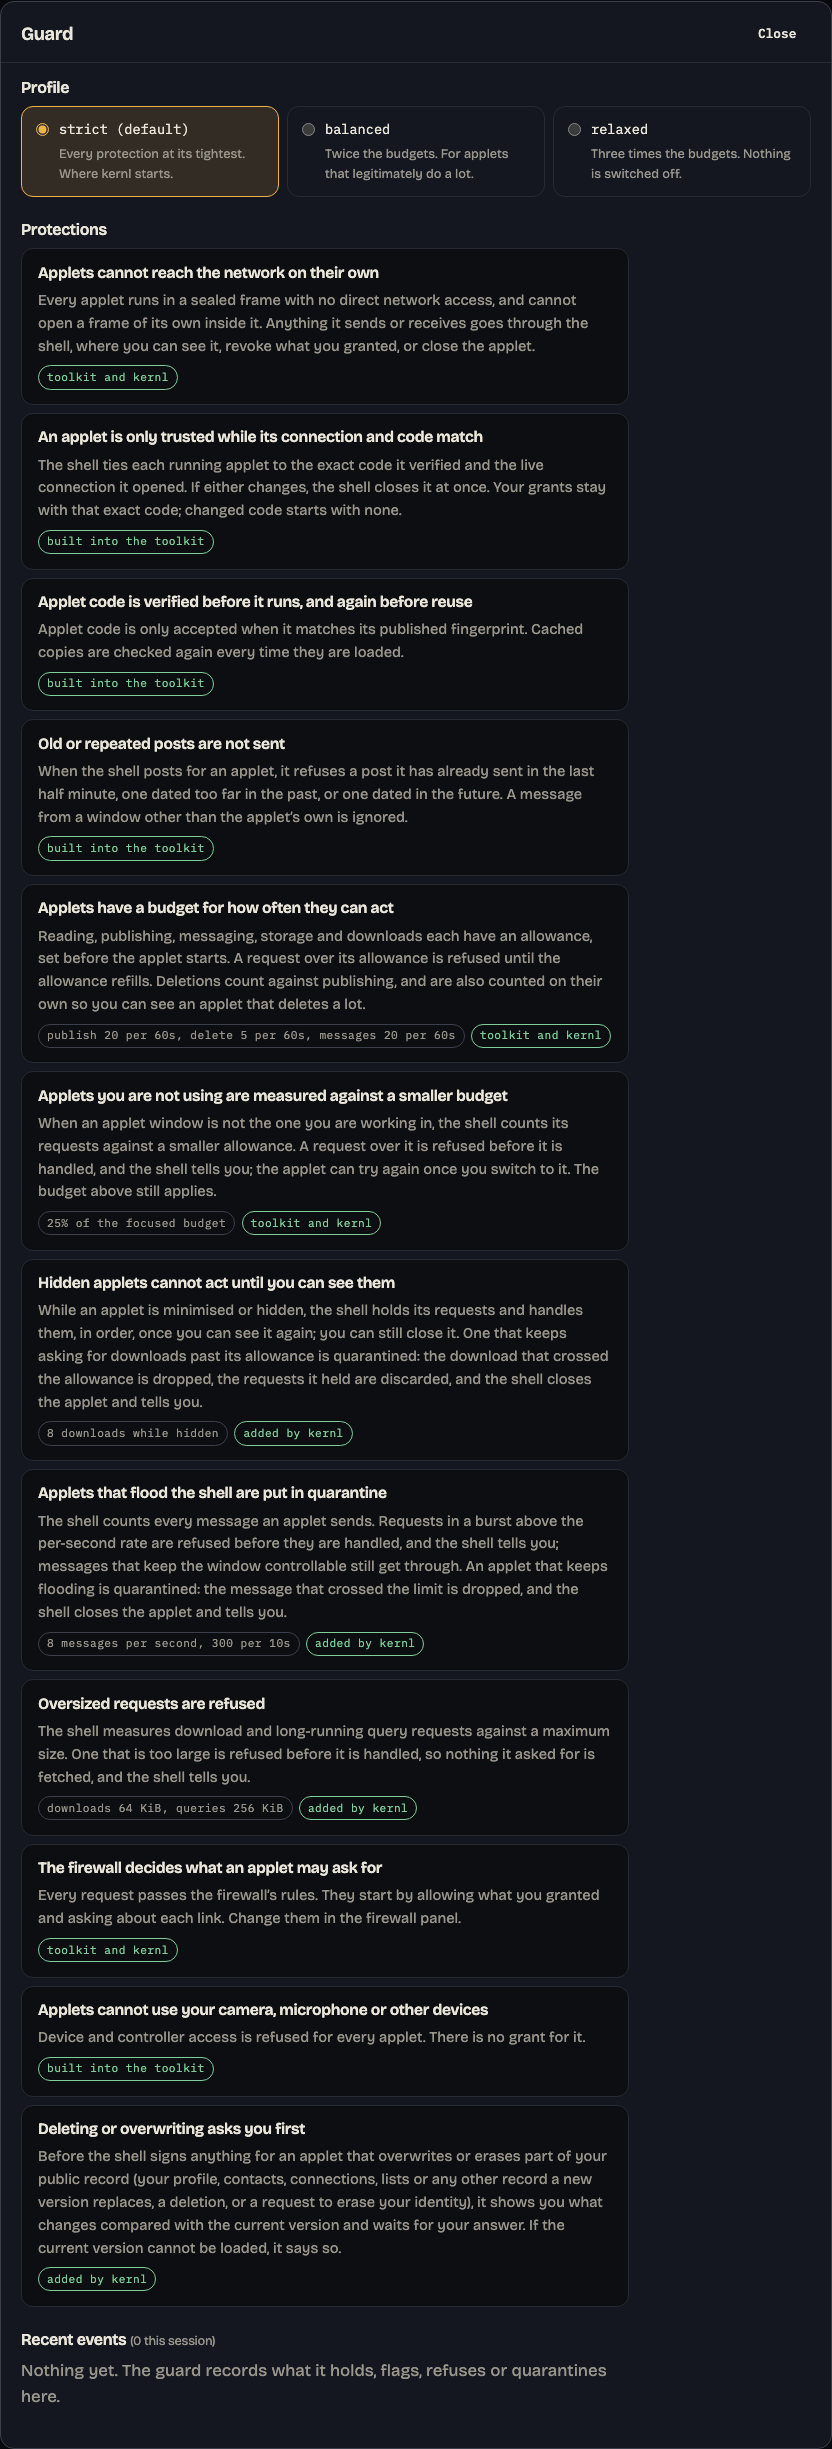 Guard
Close
Profile
strict (default)
Every protection at its tightest.
Where kernl starts.
balanced
Twice the budgets. For applets
that legitimately do a lot.
relaxed
Three times the budgets. Nothing
is switched off.
Protections
Applets cannot reach the network on their own
Every applet runs in a sealed frame with no direct network access, and cannot
open a frame of its own inside it. Anything it sends or receives goes through the
shell, where you can see it, revoke what you granted, or close the applet.
toolkit and kernl
An applet is only trusted while its connection and code match
The shell ties each running applet to the exact code it verified and the live
connection it opened. If either changes, the shell closes it at once. Your grants stay
with that exact code; changed code starts with none.
built into the toolkit
Applet code is verified before it runs, and again before reuse
Applet code is only accepted when it matches its published fingerprint. Cached
copies are checked again every time they are loaded.
built into the toolkit
Old or repeated posts are not sent
When the shell posts for an applet, it refuses a post it has already sent in the last
half minute, one dated too far in the past, or one dated in the future. A message
from a window other than the applet's own is ignored.
built into the toolkit
Applets have a budget for how often they can act
Reading, publishing, messaging, storage and downloads each have an allowance,
set before the applet starts. A request over its allowance is refused until the
allowance refills. Deletions count against publishing, and are also counted on their
own so you can see an applet that deletes a lot.
publish 20 per 60s, delete 5 per 60s, messages 20 per 60s
toolkit and kernl
Applets you are not using are measured against a smaller budget
When an applet window is not the one you are working in, the shell counts its
requests against a smaller allowance. A request over it is refused before it is
handled, and the shell tells you; the applet can try again once you switch to it. The
budget above still applies.
25% of the focused budget
toolkit and kernl
Hidden applets cannot act until you can see them
While an applet is minimised or hidden, the shell holds its requests and handles
them, in order, once you can see it again; you can still close it. One that keeps
asking for downloads past its allowance is quarantined: the download that crossed
the allowance is dropped, the requests it held are discarded, and the shell closes
the applet and tells you.
8 downloads while hidden
added by kernl
Applets that flood the shell are put in quarantine
The shell counts every message an applet sends. Requests in a burst above the
per-second rate are refused before they are handled, and the shell tells you;
messages that keep the window controllable still get through. An applet that keeps
flooding is quarantined: the message that crossed the limit is dropped, and the
shell closes the applet and tells you.
8 messages per second, 300 per 10s
added by kernl
Oversized requests are refused
The shell measures download and long-running query requests against a maximum
size. One that is too large is refused before it is handled, so nothing it asked for is
fetched, and the shell tells you.
downloads 64 KiB, queries 256 KiB
added by kernl
The firewall decides what an applet may ask for
Every request passes the firewall's rules. They start by allowing what you granted
and asking about each link. Change them in the firewall panel.
toolkit and kernl
Applets cannot use your camera, microphone or other devices
Device and controller access is refused for every applet. There is no grant for it.
built into the toolkit
Deleting or overwriting asks you first
Before the shell signs anything for an applet that overwrites or erases part of your
public record (your profile, contacts, connections, lists or any other record a new
version replaces, a deletion, or a request to erase your identity), it shows you what
changes compared with the current version and waits for your answer. If the
current version cannot be loaded, it says so.
added by kernl
Recent events (0 this session)
Nothing yet. The guard records what it holds, flags, refuses or quarantines
here.